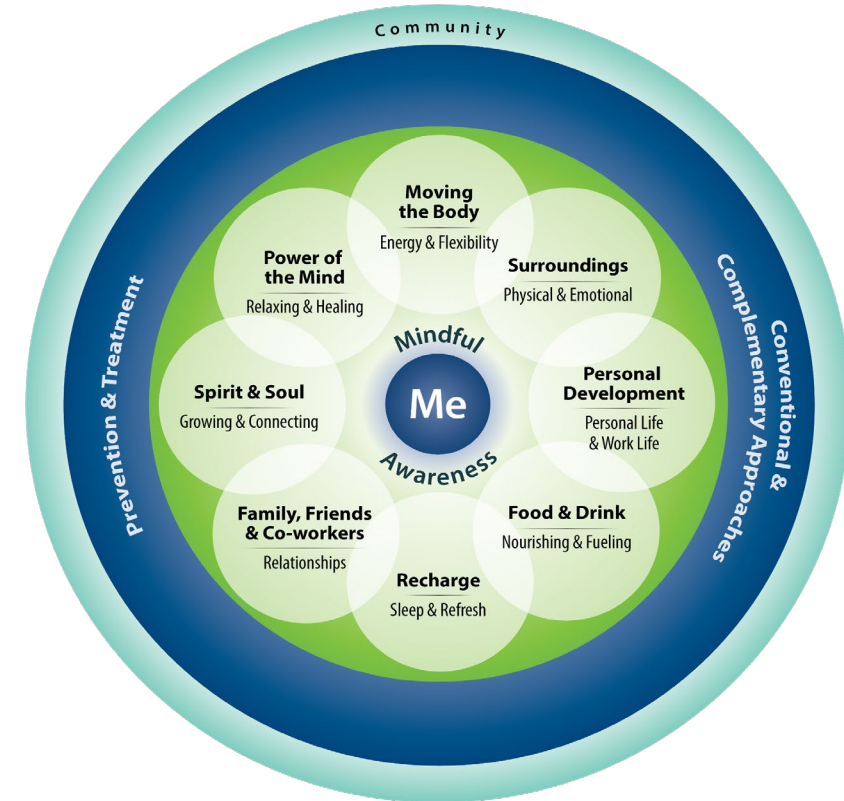 Community
Prevention & Treatment
Conventional &
Complementary Approaches
Moving
the Body
Energy & Flexibility
Surroundings
Physical & Emotional
Personal
Development
Personal Life
& Work Life
Food & Drink
Nourishing & Fueling
Recharge
Sleep & Refresh
Family, Friends
& Co-workers
Relationships
Spirit & Soul
Growing & Connecting
Power of
the Mind
Relaxing & Healing
Mindful
Me
Awareness